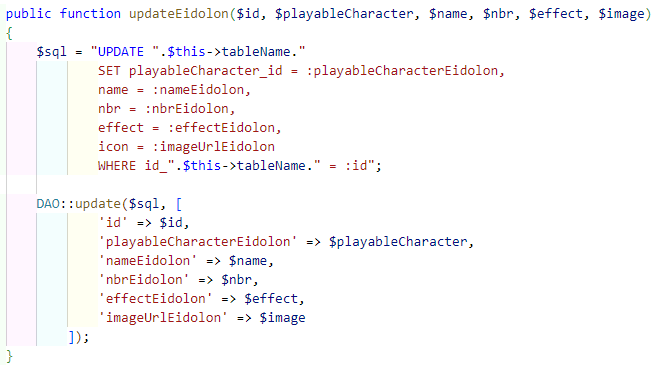 public function updateEidolon($id, $playableCharacter, $name, $nbr, $effect, $image)
{
    $sql = "UPDATE ".$this->tableName."
            SET playableCharacter_id = :playableCharacterEidolon,
            name = :nameEidolon,
            nbr = :nbrEidolon,
            effect = :effectEidolon,
            icon = :imageUrlEidolon
            WHERE id_".$this->tableName." = :id";

    DAO::update($sql, [
            'id' => $id,
            'playableCharacterEidolon' => $playableCharacter,
            'nameEidolon' => $name,
            'nbrEidolon' => $nbr,
            'effectEidolon' => $effect,
            'imageUrlEidolon' => $image
        ]);
}